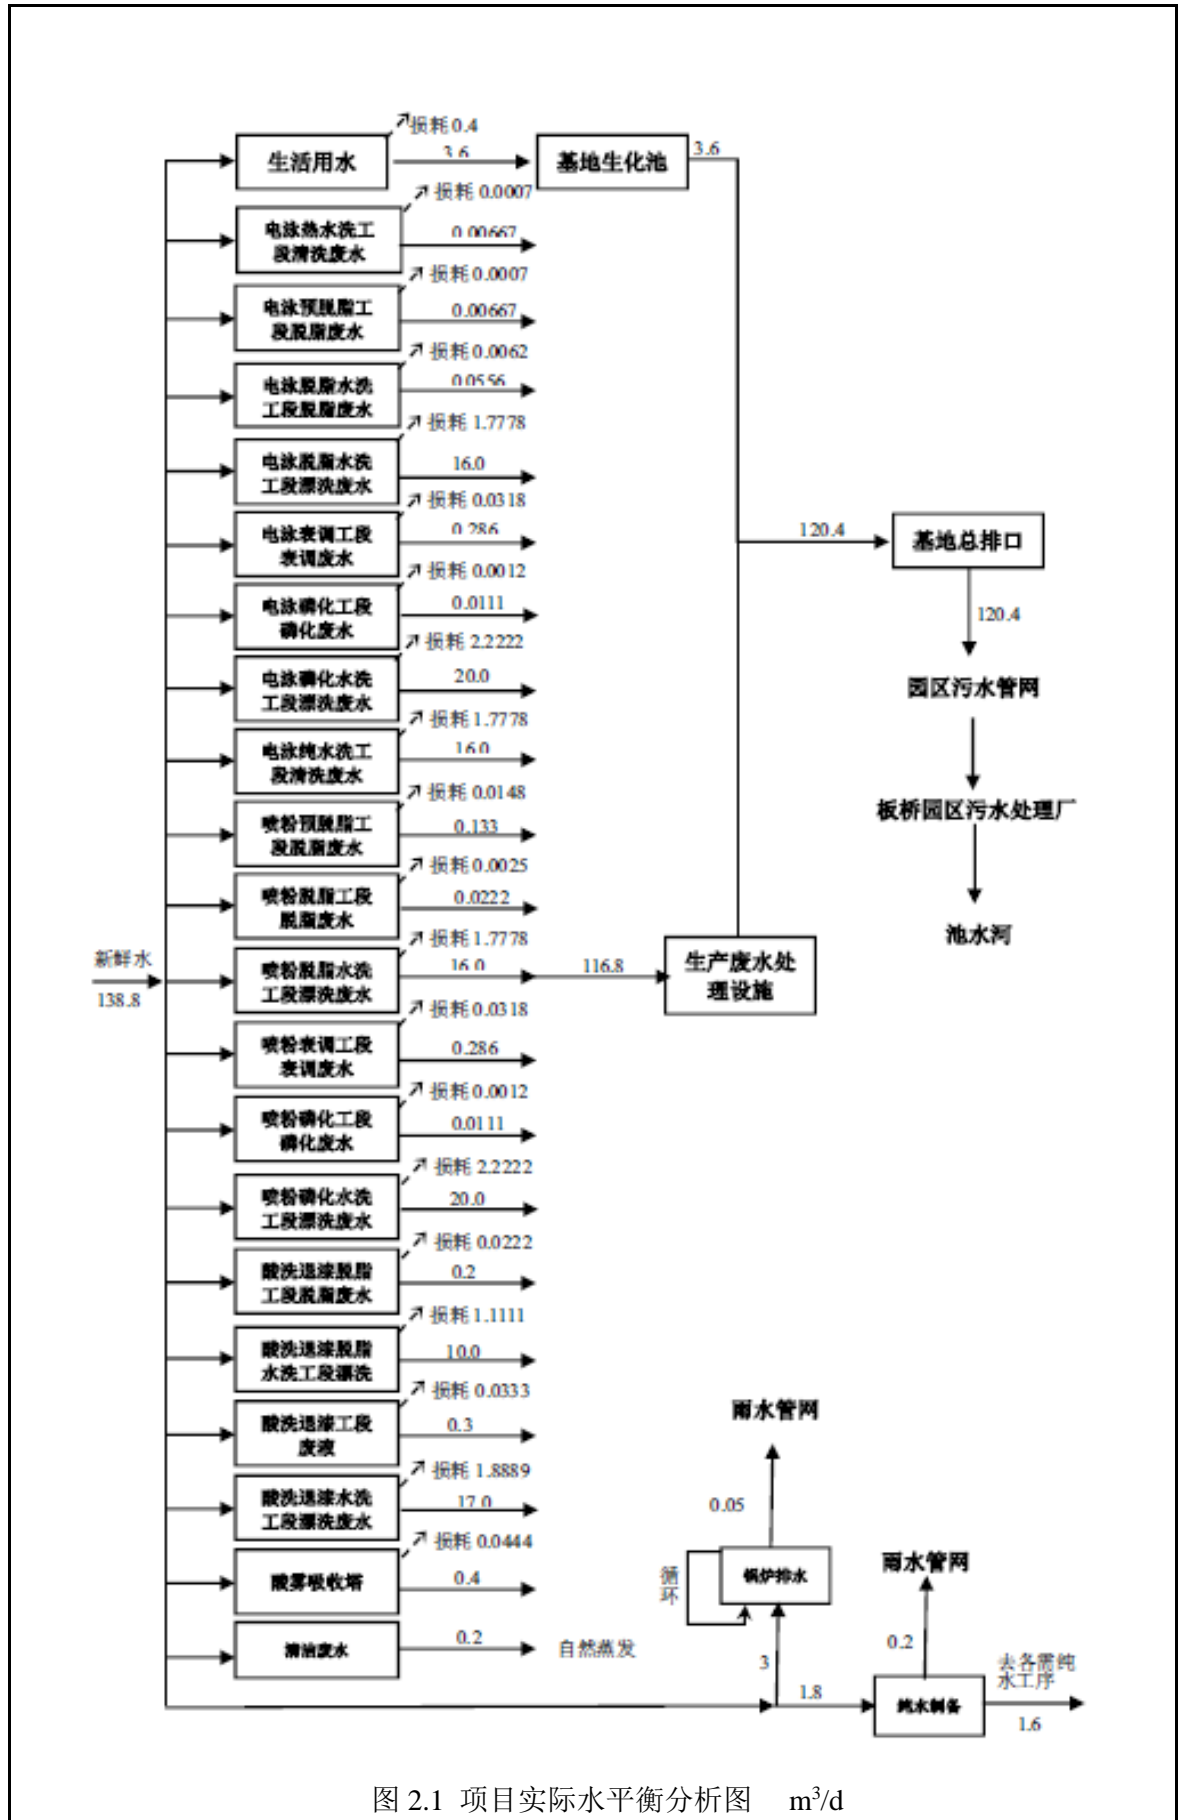 损耗 0.4
生活用水
3.6
基地生化池
3.6
损耗 0.0007
电泳热水洗工
段清洗废水
0.00667
损耗 0.0007
电泳预脱脂工
段脱脂废水
0.00667
损耗 0.0062
电泳脱脂水洗
工段脱脂废水
0.0556
损耗 1.7778
电泳脱脂水洗
工段漂洗废水
16.0
损耗 0.0318
电泳表调工段
表调废水
0.286
120.4
基地总排口
损耗 0.0012
电泳磷化工段
磷化废水
0.0111
120.4
损耗 2.2222
电泳磷化水洗
工段漂洗废水
20.0
园区污水管网
损耗 1.7778
电泳纯水洗工
段清洗废水
16.0
损耗 0.0148
板桥园区污水处理厂
喷粉预脱脂工
段脱脂废水
0.133
损耗 0.0025
喷粉脱脂工段
脱脂废水
0.0222
池水河
损耗 1.7778
新鲜水
138.8
喷粉脱脂水洗
工段漂洗废水
16.0
116.8
生产废水处
理设施
损耗 0.0318
喷粉表调工段
表调废水
0.286
损耗 0.0012
喷粉磷化工段
磷化废水
0.0111
损耗 2.2222
喷粉磷化水洗
工段漂洗废水
20.0
损耗 0.0222
酸洗退漆脱脂
工段脱脂废水
0.2
损耗 1.1111
酸洗退漆脱脂
水洗工段漂洗
10.0
损耗 0.0333
酸洗退漆工段
废液
0.3
雨水管网
损耗 1.8889
酸洗退漆水洗
工段漂洗废水
17.0
0.05
损耗 0.0444
酸雾吸收塔
0.4
循
环
锅炉排水
雨水管网
清洁废水
0.2
自然蒸发
3
0.2
去各需纯
水工序
1.8
纯水制备
1.6
图 2.1 项目实际水平衡分析图 m³/d